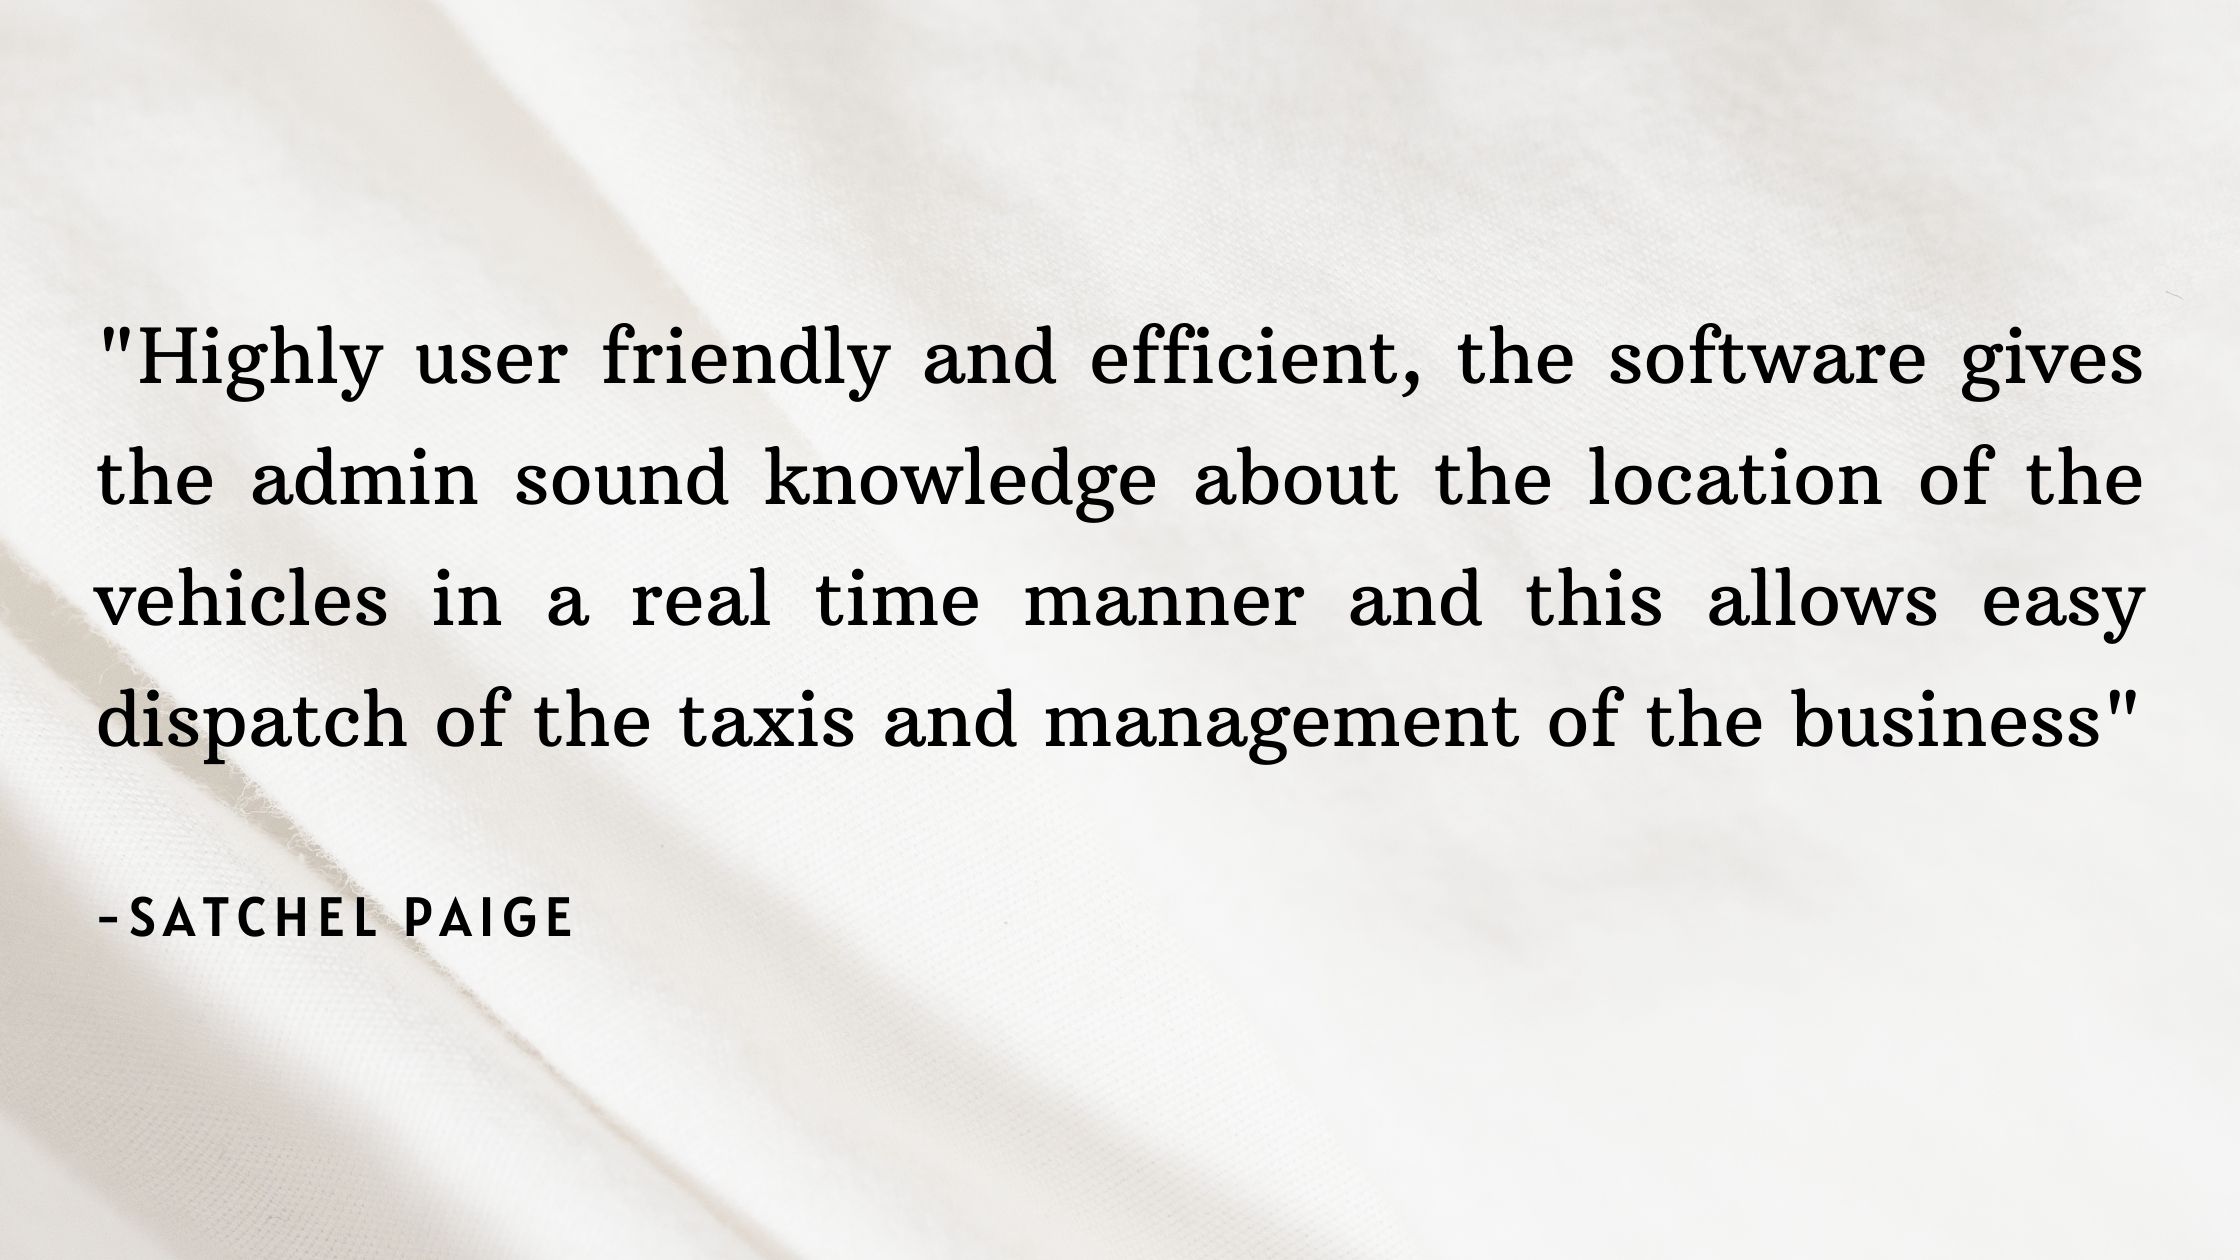 "Highly user friendly and efficient, the software gives
the admin sound knowledge about the location of the
vehicles in a real time manner and this allows easy
dispatch of the taxis and management of the business"
-SATCHEL PAIGE